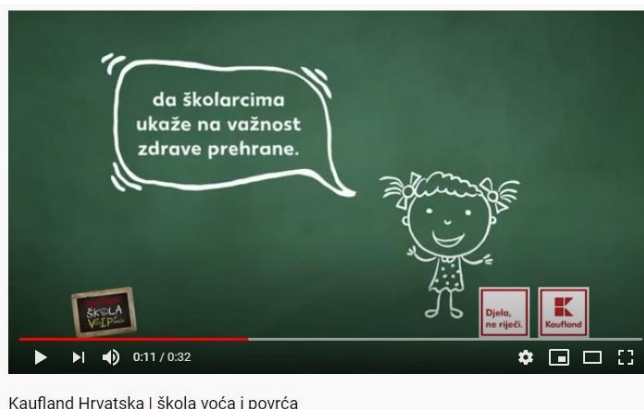 da školarcima
ukaže na važnost
zdrave prehrane.
ŠKOLA
Djela,
ne riječi.
Kaufland
0:11 / 0:32
Kaufland Hrvatska | škola voća i povrća